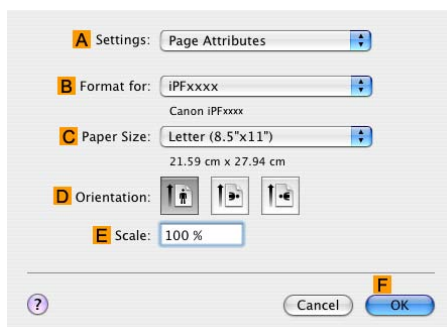 A Settings: Page Attributes
B Format for: iPFxxxx
Canon iPFxxxx
C Paper Size: Letter (8.5"x11")
21.59 cm x 27.94 cm
D Orientation:
E Scale: 100 %
F
? Cancel OK